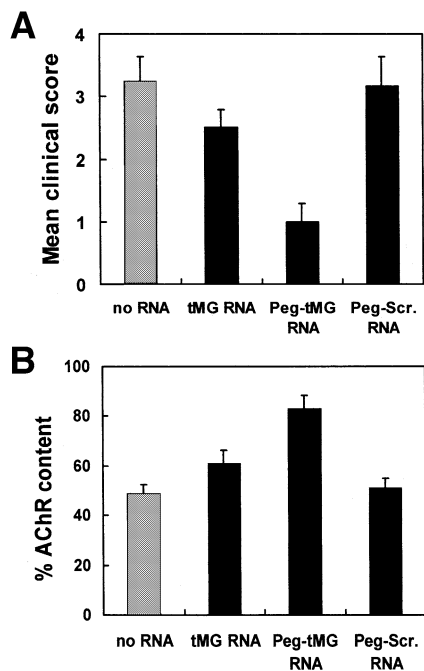 A
Mean clinical score
4
3
2
1
0
no RNA
tMG RNA
Peg-tMG
RNA
Peg-Scr.
RNA
B
% AChR content
100
80
60
40
20
0
no RNA
tMG RNA
Peg-tMG
RNA
Peg-Scr.
RNA